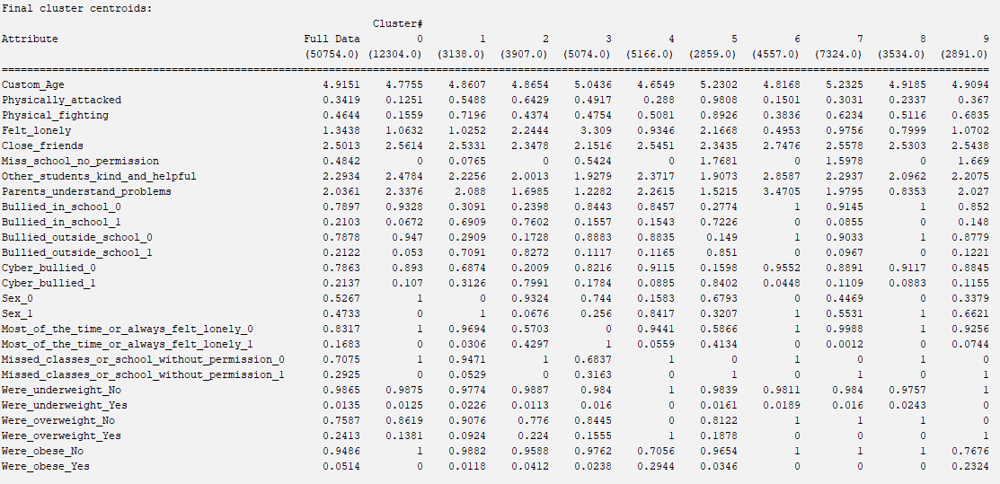 Final cluster centroids:
Cluster#
Attribute Full Data 0 1 2 3 4 5 6 7 8 9
(50754.0) (12304.0) (3138.0) (3907.0) (5074.0) (5166.0) (2859.0) (4557.0) (7324.0) (3534.0) (2891.0)
================================================================================================================================================
Custom_Age 4.9151 4.7755 4.8607 4.8654 5.0436 4.6549 5.2302 4.8168 5.2325 4.9185 4.9094
Physically_attacked 0.3419 0.1251 0.5488 0.6429 0.4917 0.288 0.9808 0.1501 0.3031 0.2337 0.367
Physical_fighting 0.4644 0.1559 0.7196 0.4374 0.4754 0.5081 0.8926 0.3836 0.6234 0.5116 0.6835
Felt_lonely 1.3438 1.0632 1.0252 2.2444 3.309 0.9346 2.1668 0.4953 0.9756 0.7999 1.0702
Close_friends 2.5013 2.5614 2.5331 2.3478 2.1516 2.5451 2.3435 2.7476 2.5578 2.5303 2.5438
Miss_school_no_permission 0.4842 0 0.0765 0 0.5424 0 1.7681 0 1.5978 0 1.669
Other_students_kind_and_helpful 2.2934 2.4784 2.2256 2.0013 1.9279 2.3717 1.9073 2.8587 2.2937 2.0962 2.2075
Parents_understand_problems 2.0361 2.3376 2.088 1.6985 1.2282 2.2615 1.5215 3.4705 1.9795 0.8353 2.027
Bullied_in_school_0 0.7897 0.9328 0.3091 0.2398 0.8443 0.8457 0.2774 1 0.9145 1 0.852
Bullied_in_school_1 0.2103 0.0672 0.6909 0.7602 0.1557 0.1543 0.7226 0 0.0855 0 0.148
Bullied_outside_school_0 0.7878 0.947 0.2909 0.1728 0.8883 0.8835 0.149 1 0.9033 1 0.8779
Bullied_outside_school_1 0.2122 0.053 0.7091 0.8272 0.1117 0.1165 0.851 0 0.0967 0 0.1221
Cyber_bullied_0 0.7863 0.893 0.6874 0.2009 0.8216 0.9115 0.1598 0.9552 0.8891 0.9117 0.8845
Cyber_bullied_1 0.2137 0.107 0.3126 0.7991 0.1784 0.0885 0.8402 0.0448 0.1109 0.0883 0.1155
Sex_0 0.5267 1 0 0.9324 0.744 0.1583 0.6793 0 0.4469 0 0.3379
Sex_1 0.4733 0 1 0.0676 0.256 0.8417 0.3207 1 0.5531 1 0.6621
Most_of_the_time_or_always_felt_lonely_0 0.8317 1 0.9694 0.5703 0 0.9441 0.5866 1 0.9988 1 0.9256
Most_of_the_time_or_always_felt_lonely_1 0.1683 0 0.0306 0.4297 1 0.0559 0.4134 0 0.0012 0 0.0744
Missed_classes_or_school_without_permission_0 0.7075 1 0.9471 1 0.6837 1 0 1 0 1 0
Missed_classes_or_school_without_permission_1 0.2925 0 0.0529 0 0.3163 0 1 0 1 0 1
Were_underweight_No 0.9865 0.9875 0.9774 0.9887 0.984 1 0.9839 0.9811 0.984 0.9757 1
Were_underweight_Yes 0.0135 0.0125 0.0226 0.0113 0.016 0 0.0161 0.0189 0.016 0.0243 0
Were_overweight_No 0.7587 0.8619 0.9076 0.776 0.8445 0 0.8122 1 1 1 0
Were_overweight_Yes 0.2413 0.1381 0.0924 0.224 0.1555 1 0.1878 0 0 0 1
Were_obese_No 0.9486 1 0.9882 0.9588 0.9762 0.7056 0.9654 1 1 1 0.7676
Were_obese_Yes 0.0514 0 0.0118 0.0412 0.0238 0.2944 0.0346 0 0 0 0.2324